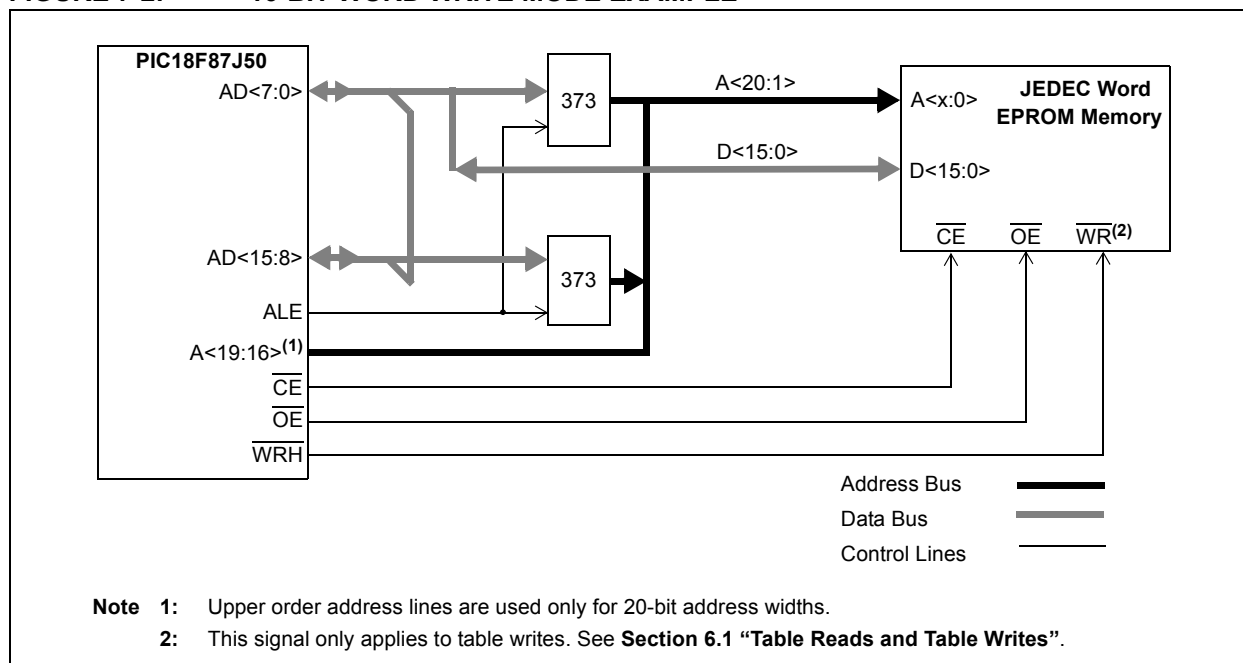 PIC18F87J50
AD<7:0>
373
A<20:1>
A<x:0>
JEDEC Word
EPROM Memory
D<15:0>
D<15:0>
CE
OE
WR(2)
AD<15:8>
373
ALE
A<19:16>(1)
CE
OE
WRH
Address Bus
Data Bus
Control Lines
Note 1: Upper order address lines are used only for 20-bit address widths.
2: This signal only applies to table writes. See Section 6.1 “Table Reads and Table Writes”.